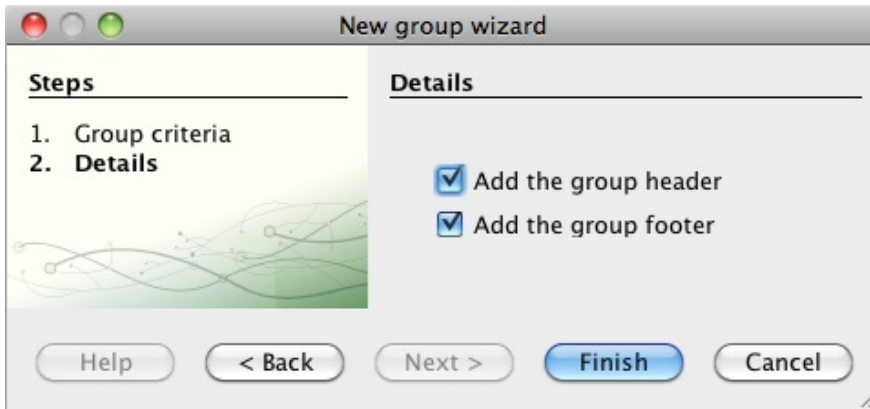 New group wizard
Steps
1. Group criteria
2. Details
Details
Add the group header
Add the group footer
Help < Back Next > Finish Cancel